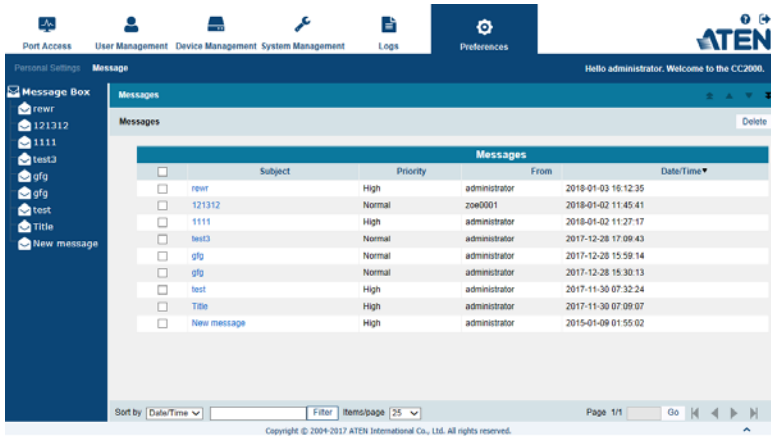 Port Access User Management Device Management System Management Logs Preferences ATEN
Personal Settings Message Hello administrator. Welcome to the CC2000.
Message Box
rewr
121312
1111
test3
gfg
gfg
test
Title
New message
Messages
Messages Delete
Messages
Subject Priority From Date/Time▼
rewr High administrator 2018-01-03 16:12:35
121312 Normal zoe0001 2018-01-02 11:45:41
1111 High administrator 2018-01-02 11:27:17
test3 Normal administrator 2017-12-28 17:09:43
gfg Normal administrator 2017-12-28 15:59:14
gfg Normal administrator 2017-12-28 15:30:13
test High administrator 2017-11-30 07:32:24
Title High administrator 2017-11-30 07:09:07
New message High administrator 2015-01-09 01:55:02
Sort by Date/Time Filter Items/page 25 Page 1/1 Go
Copyright © 2004-2017 ATEN International Co., Ltd. All rights reserved.